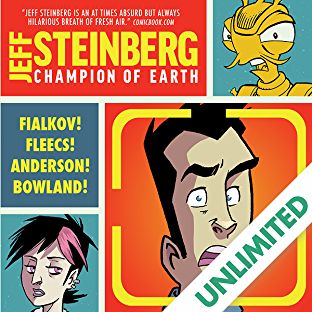 "JEFF STEINBERG IS AN AT TIMES ABSURD BUT ALWAYS
HILARIOUS BREATH OF FRESH AIR." COMICBOOK.COM
JEFF
STEINBERG
CHAMPION OF EARTH
FIALKOV!
FLEECS!
ANDERSON!
BOWLAND!
UNLIMITED